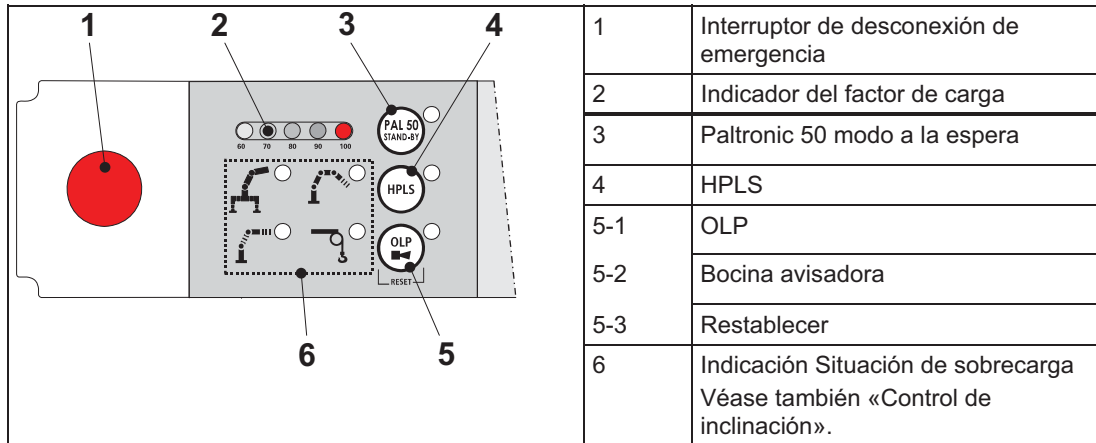 1 2 3 4
PAL 50
STAND-BY
60 70 80 90 100
HPLS
OLP
RESET
6 5
1 Interruptor de desconexión de
emergencia
2 Indicador del factor de carga
3 Paltronic 50 modo a la espera
4 HPLS
5-1 OLP
5-2 Bocina avisadora
5-3 Restablecer
6 Indicación Situación de sobrecarga
Véase también «Control de
inclinación».